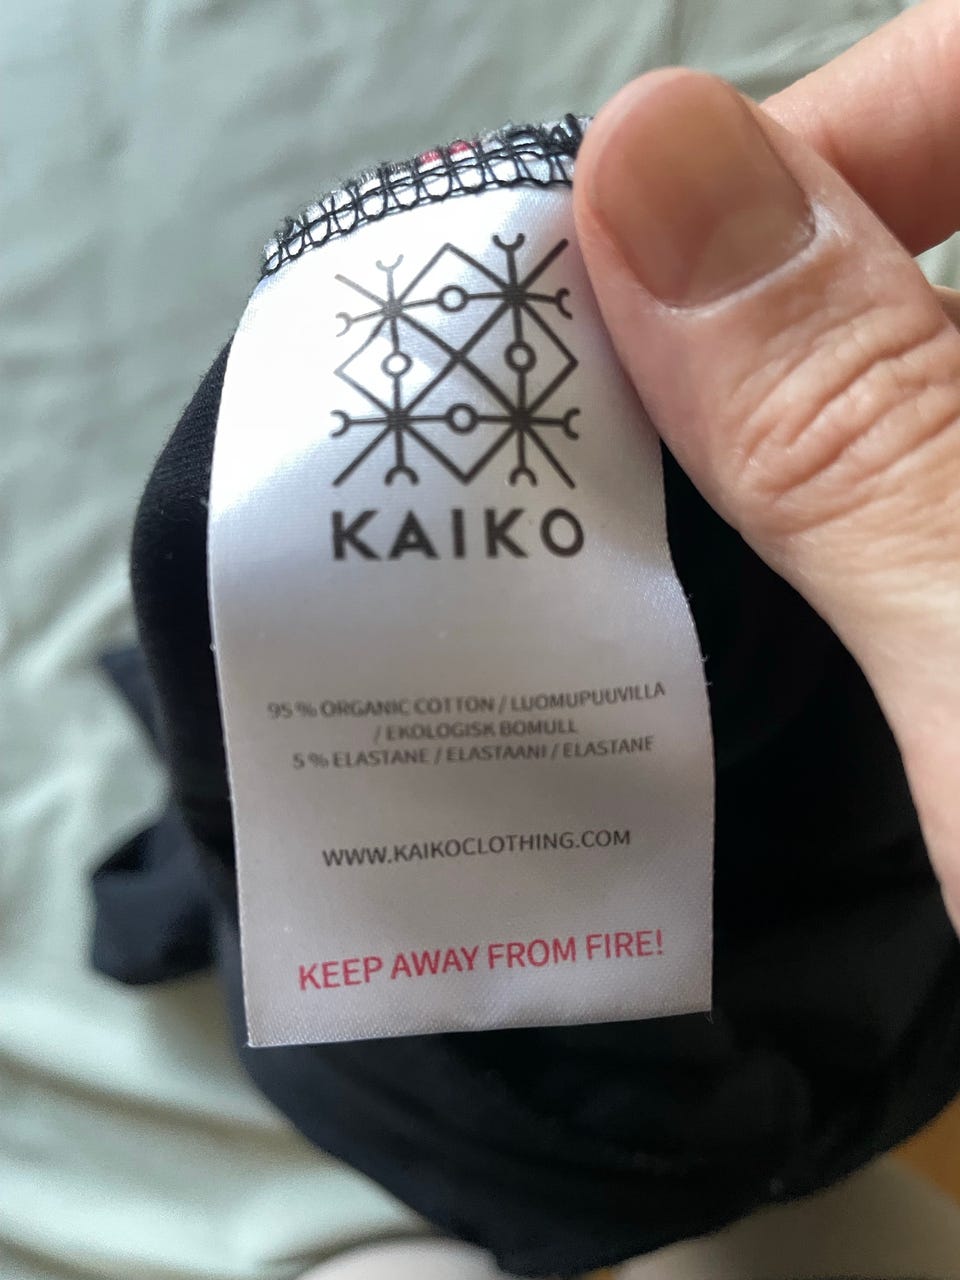 KAIKO
95 % ORGANIC COTTON / LUOMUPUUVILLA
/ EKOLOGISK BOMULL
5 % ELASTANE / ELASTAANI / ELASTANE
WWW.KAIKOCLOTHING.COM
KEEP AWAY FROM FIRE!